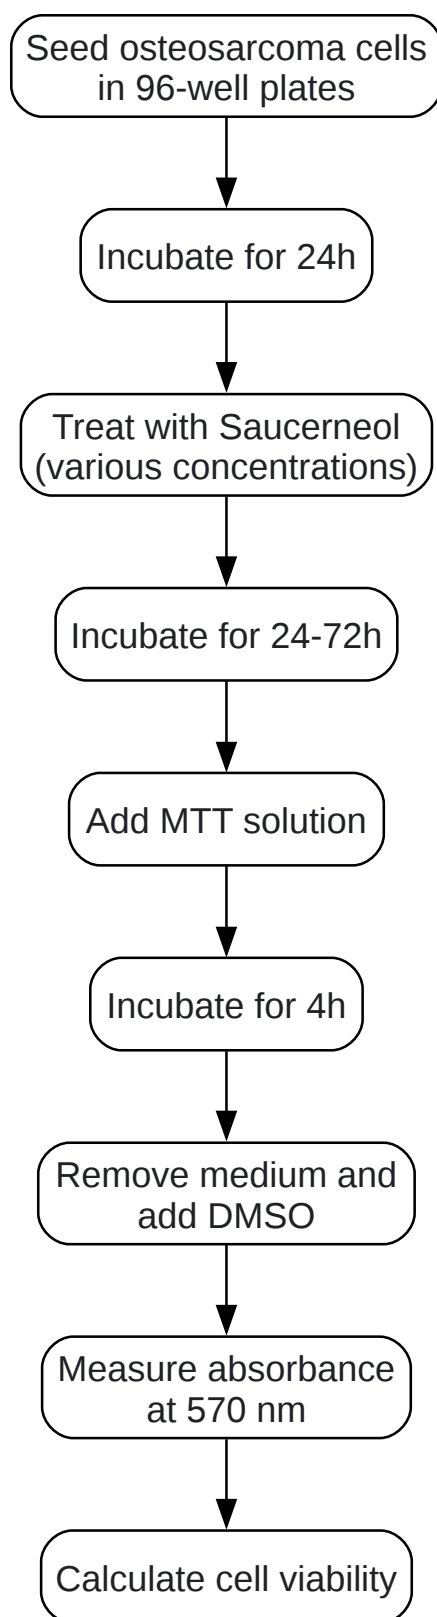 Seed osteosarcoma cells
in 96-well plates
Incubate for 24h
Treat with Saucerneol
(various concentrations)
Incubate for 24-72h
Add MTT solution
Incubate for 4h
Remove medium and
add DMSO
Measure absorbance
at 570 nm
Calculate cell viability